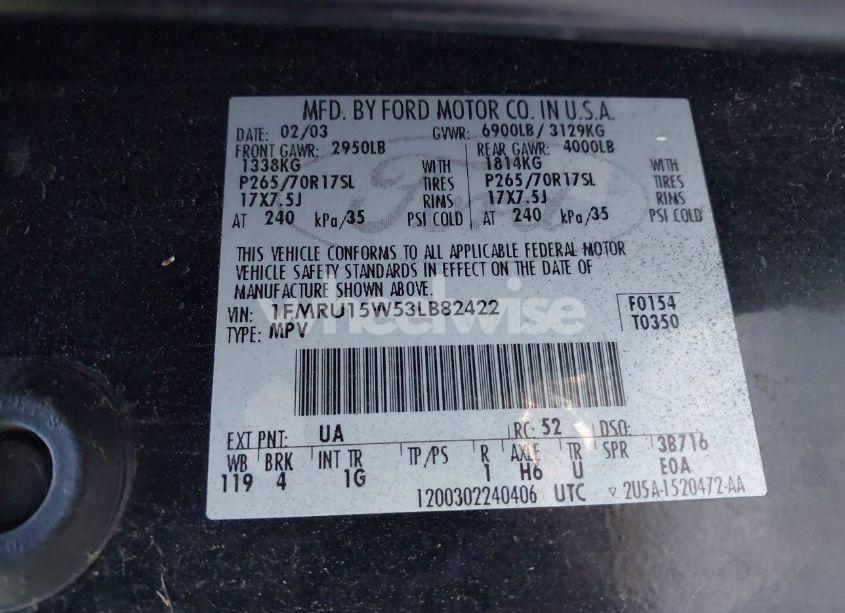 MFD. BY FORD MOTOR CO. IN U.S.A.
DATE: 02/03 GVWR: 6900LB / 3129KG
FRONT GAWR: 2950LB REAR GAWR: 4000LB
1338KG WITH 1814KG WITH
P265/70R17SL TIRES P265/70R17SL TIRES
17X7.5J RIMS 17X7.5J RIMS
AT 240 kPa/35 PSI COLD AT 240 kPa/35 PSI COLD
Ford
THIS VEHICLE CONFORMS TO ALL APPLICABLE FEDERAL MOTOR
VEHICLE SAFETY STANDARDS IN EFFECT ON THE DATE OF
MANUFACTURE SHOWN ABOVE.
VIN: 1FMRU15W53LB82422 F0154
TYPE: MPV T0350
wheelwise
EXT PNT: UA RC: 52 DSO:
WB BRK INT TR TP/PS R AXLE TR SPR 3B716
119 4 1G 1 H6 U E0A
1200302240406 UTC ▽ 2U5A-1520472-AA